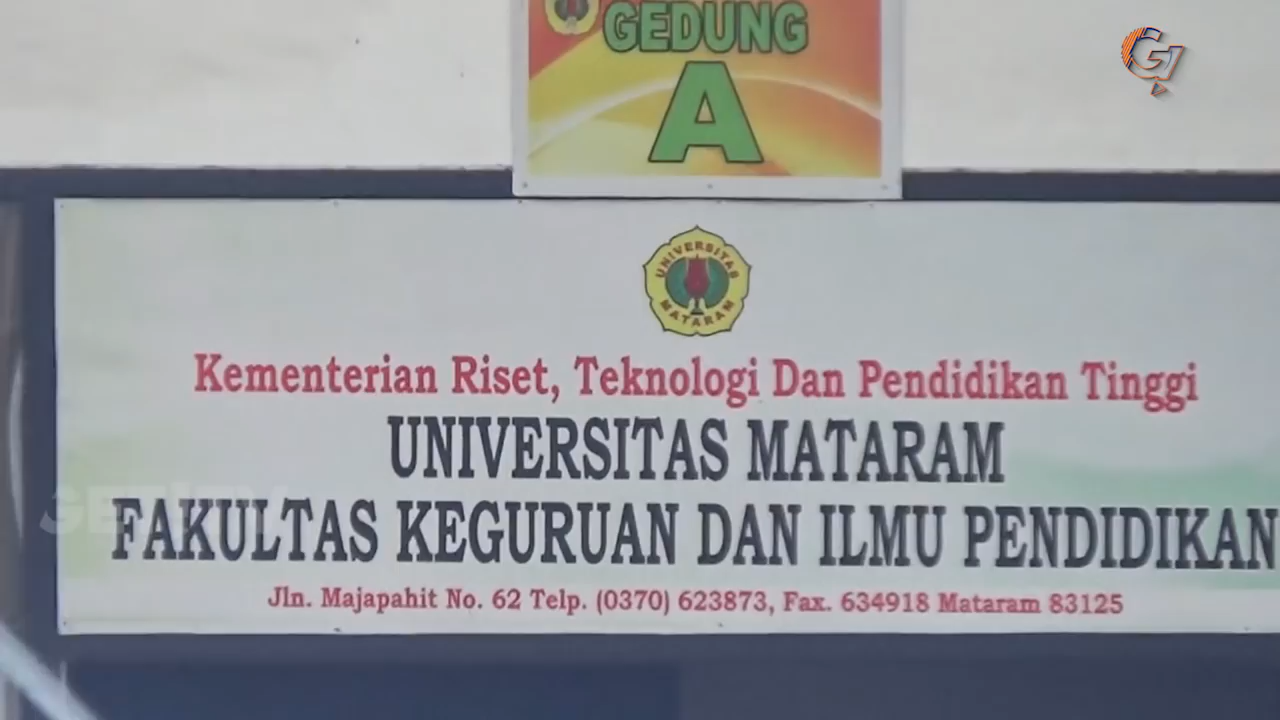 GEDUNG
A
UNIVERSITAS
MATARAM
Kementerian Riset, Teknologi Dan Pendidikan Tinggi
UNIVERSITAS MATARAM
FAKULTAS KEGURUAN DAN ILMU PENDIDIKAN
Jln. Majapahit No. 62 Telp. (0370) 623873, Fax. 634918 Mataram 83125